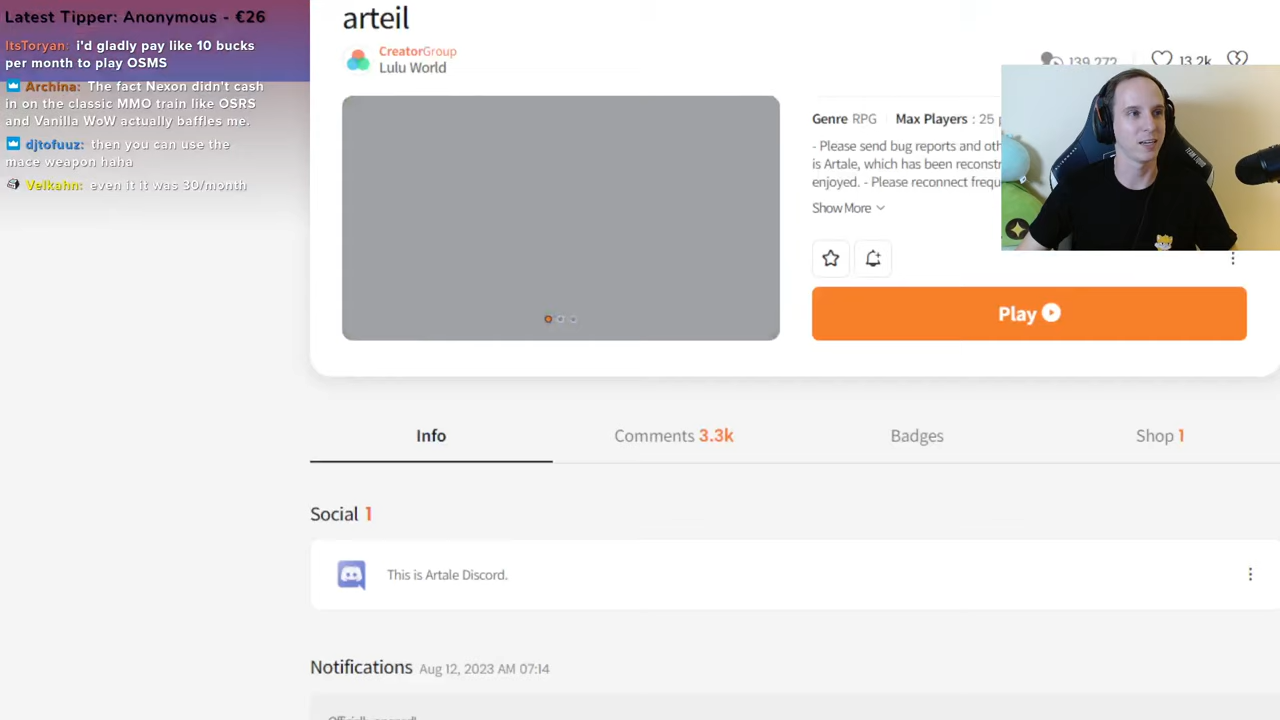 Latest Tipper: Anonymous - €26
ItsToryan: i'd gladly pay like 10 bucks
per month to play OSMS
Archina: The fact Nexon didn't cash
in on the classic MMO train like OSRS
and Vanilla WoW actually baffles me.
djtofuuz: then you can use the
mace weapon haha
Velkahn: even it it was 30/month
arteil
CreatorGroup
Lulu World
139,272
13.2k
Genre RPG
Max Players : 25
- Please send bug reports and
is Artale, which has been
enjoyed. - Please reconnect
Show More
Play
Info
Comments 3.3k
Badges
Shop 1
Social 1
This is Artale Discord.
Notifications Aug 12, 2023 AM 07:14